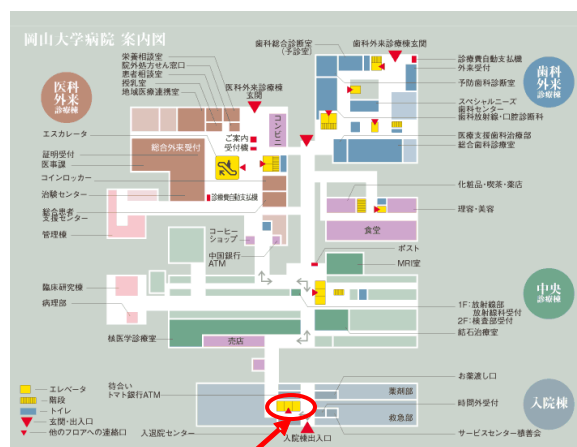 岡山大学病院 案内図
栄養相談室
院外処方せん窓口
患者相談室
授乳室
地域医療連携室
医科外来診療棟
玄関
歯科総合診断室
(予診室)
歯科外来診療棟玄関
診療費自動支払機
外来受付
予防歯科診療室
スペシャルニーズ
歯科センター
歯科放射線・口腔診断科
医療支援歯科治療部
総合歯科診療室
医科
外来
診療棟
歯科
外来
診療棟
エスカレータ
証明受付
医事課
コインロッカー
治験センター
総合患者
支援センター
管理棟
総合外来受付
ご案内
受付機
コンビニ
診療費自動支払機
コーヒー
ショップ
中国銀行
ATM
化粧品・喫茶・薬店
理容・美容
食堂
ポスト
MRI室
中央
診療棟
臨床研究棟
病理部
核医学診療室
売店
1F:放射線部
放射線科受付
2F:検査部受付
結石治療室
待合い
トマト銀行ATM
入退院センター
入院棟出入口
お薬渡し口
薬剤部
時間外受付
救急部
サービスセンター積善会
入院棟
エレベータ
階段
トイレ
玄関・出入口
他のフロアへの連絡口